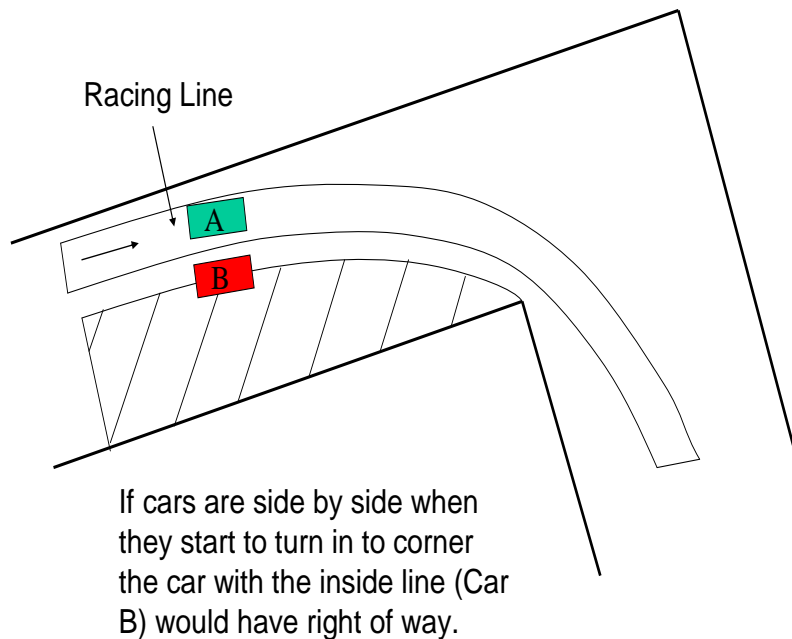 Racing Line
A
B
If cars are side by side when
they start to turn in to corner
the car with the inside line (Car
B) would have right of way.